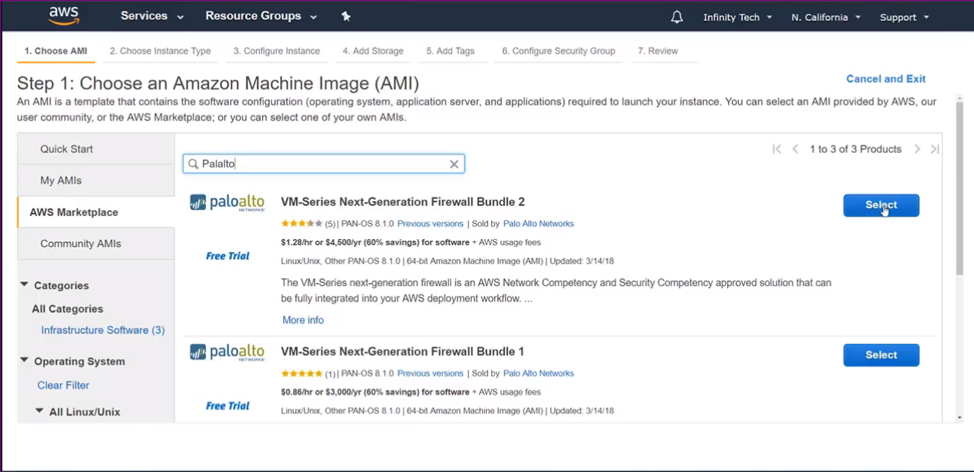 aws
Services
Resource Groups
Infinity Tech
N. California
Support
1. Choose AMI
2. Choose Instance Type
3. Configure Instance
4. Add Storage
5. Add Tags
6. Configure Security Group
7. Review
Step 1: Choose an Amazon Machine Image (AMI)
Cancel and Exit
An AMI is a template that contains the software configuration (operating system, application server, and applications) required to launch your instance. You can select an AMI provided by AWS, our
user community, or the AWS Marketplace; or you can select one of your own AMIs.
Quick Start
My AMIs
AWS Marketplace
Community AMIs
Categories
All Categories
Infrastructure Software (3)
Operating System
Clear Filter
All Linux/Unix
Palalto
1 to 3 of 3 Products
paloalto
NETWORKS
Free Trial
VM-Series Next-Generation Firewall Bundle 2
(5) | PAN-OS 8.1.0 Previous versions | Sold by Palo Alto Networks
$1.28/hr or $4,500/yr (60% savings) for software + AWS usage fees
Linux/Unix, Other PAN-OS 8.1.0 | 64-bit Amazon Machine Image (AMI) | Updated: 3/14/18
The VM-Series next-generation firewall is an AWS Network Competency and Security Competency approved solution that can
be fully integrated into your AWS deployment workflow. ...
More info
Select
paloalto
NETWORKS
Free Trial
VM-Series Next-Generation Firewall Bundle 1
(1) | PAN-OS 8.1.0 Previous versions | Sold by Palo Alto Networks
$0.86/hr or $3,000/yr (60% savings) for software + AWS usage fees
Linux/Unix, Other PAN-OS 8.1.0 | 64-bit Amazon Machine Image (AMI) | Updated: 3/14/18
Select